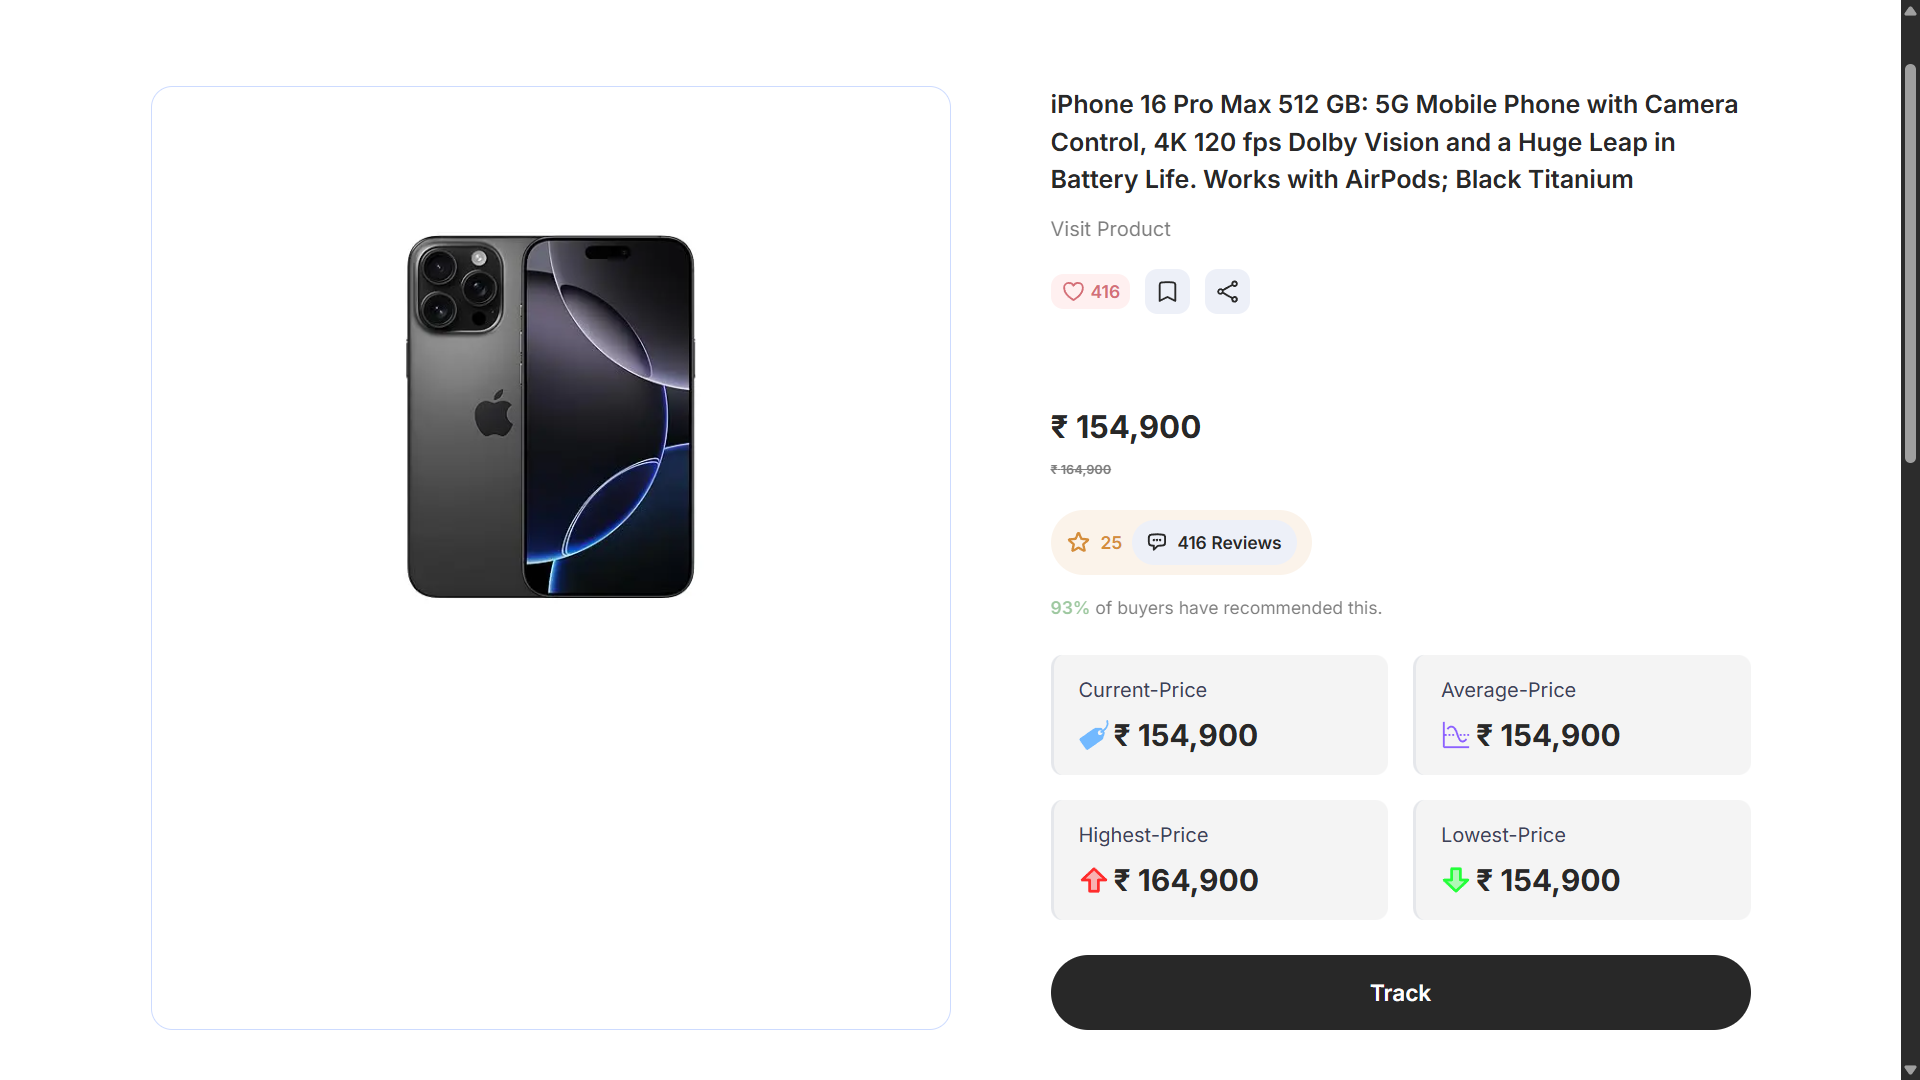 iPhone 16 Pro Max 512 GB: 5G Mobile Phone with Camera
Control, 4K 120 fps Dolby Vision and a Huge Leap in
Battery Life. Works with AirPods; Black Titanium
Visit Product
416
₹ 154,900
₹ 164,900
25 416 Reviews
93% of buyers have recommended this.
Current-Price
₹ 154,900
Average-Price
₹ 154,900
Highest-Price
₹ 164,900
Lowest-Price
₹ 154,900
Track